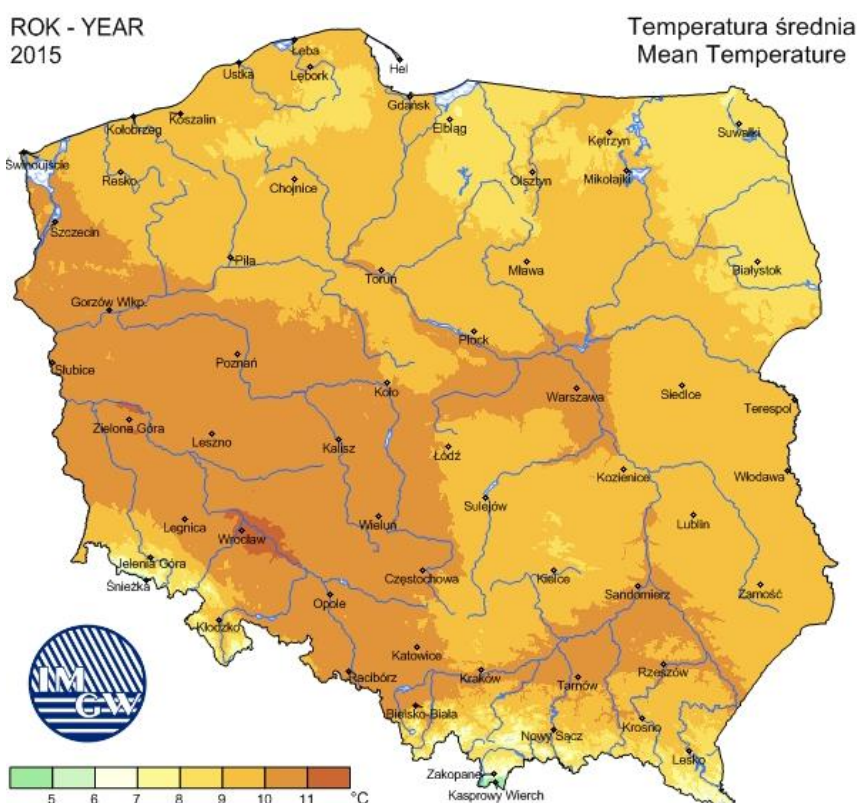 ROK - YEAR
2015
Temperatura średnia
Mean Temperature
Łeba
Ustka
Lębork
Hel
Gdańsk
Kołobrzeg
Koszalin
Elbląg
Kętrzyn
Suwałki
Świnoujście
Resko
Chojnice
Olsztyn
Mikołajki
Szczecin
Piła
Toruń
Mława
Białystok
Gorzów Wlkp.
Płock
Słubice
Poznań
Koło
Warszawa
Siedlce
Terespol
Zielona Góra
Leszno
Kalisz
Łódź
Kozienice
Włodawa
Sulejów
Legnica
Wrocław
Wieluń
Lublin
Jelenia Góra
Śnieżka
Częstochowa
Kielce
Opole
Sandomierz
Zamość
Kłodzko
Katowice
Racibórz
Kraków
Tarnów
Rzeszów
IM
GW
Bielsko-Biała
Nowy Sącz
Krosno
Lesko
Zakopane
Kasprowy Wierch
5 6 7 8 9 10 11 °C